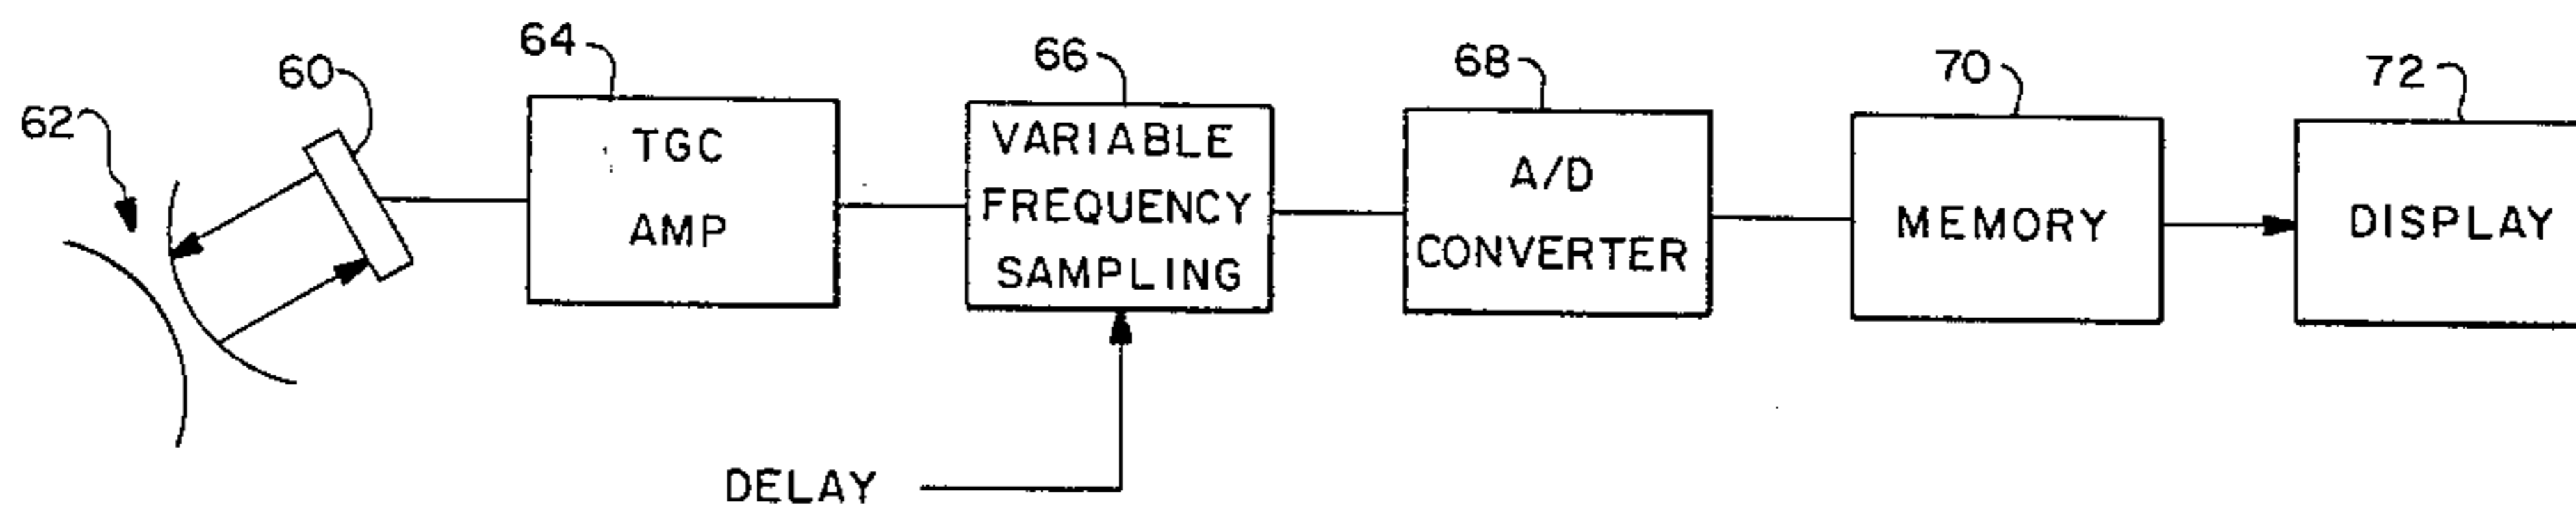 62
60
64
TGC
AMP
66
VARIABLE
FREQUENCY
SAMPLING
68
A/D
CONVERTER
70
MEMORY
72
DISPLAY
DELAY